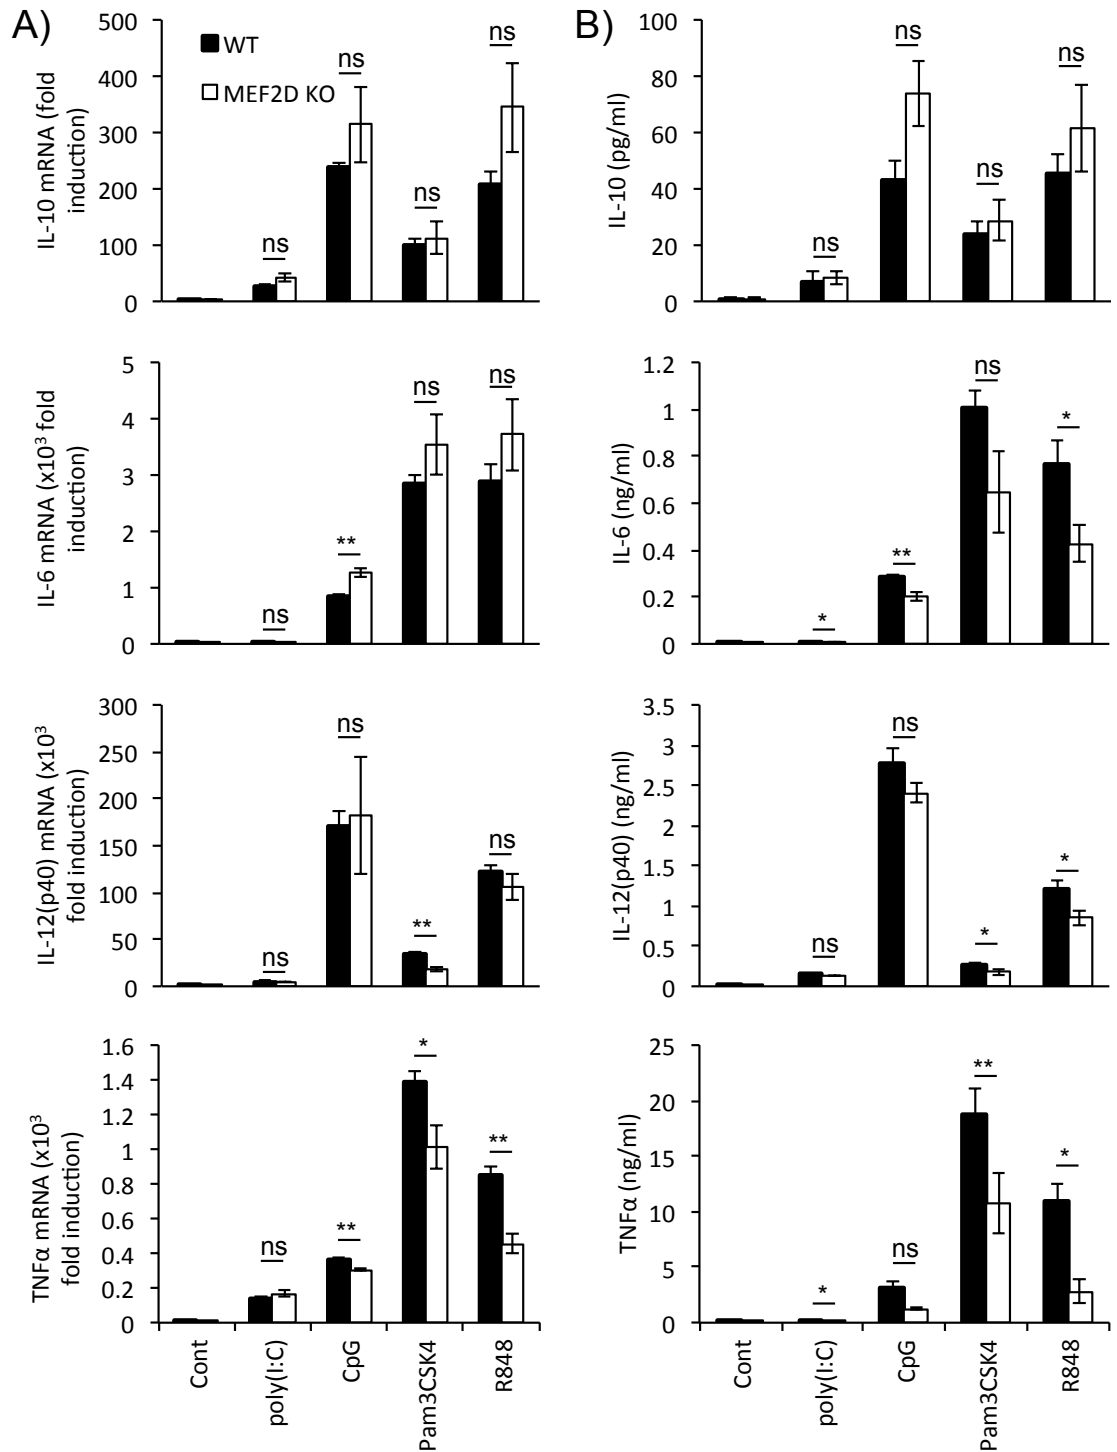 A)
WT
MEF2D KO
IL-10 mRNA (fold
induction)
500
400
300
200
100
0
ns
ns
ns
ns
B)
IL-10 (pg/ml)
100
80
60
40
20
0
ns
ns
ns
ns
IL-6 mRNA (x10³ fold
induction)
5
4
3
2
1
0
ns
**
ns
ns
IL-6 (ng/ml)
1.2
1
0.8
0.6
0.4
0.2
0
*
**
ns
*
IL-12(p40) mRNA (x10³
fold induction)
300
250
200
150
100
50
0
ns
ns
**
ns
IL-12(p40) (ng/ml)
3.5
3
2.5
2
1.5
1
0.5
0
ns
ns
*
*
TNFα mRNA (x10³
fold induction)
1.6
1.4
1.2
1
0.8
0.6
0.4
0.2
0
ns
**
*
**
Cont
poly(I:C)
CpG
Pam3CSK4
R848
TNFα (ng/ml)
25
20
15
10
5
0
*
ns
**
*
Cont
poly(I:C)
CpG
Pam3CSK4
R848